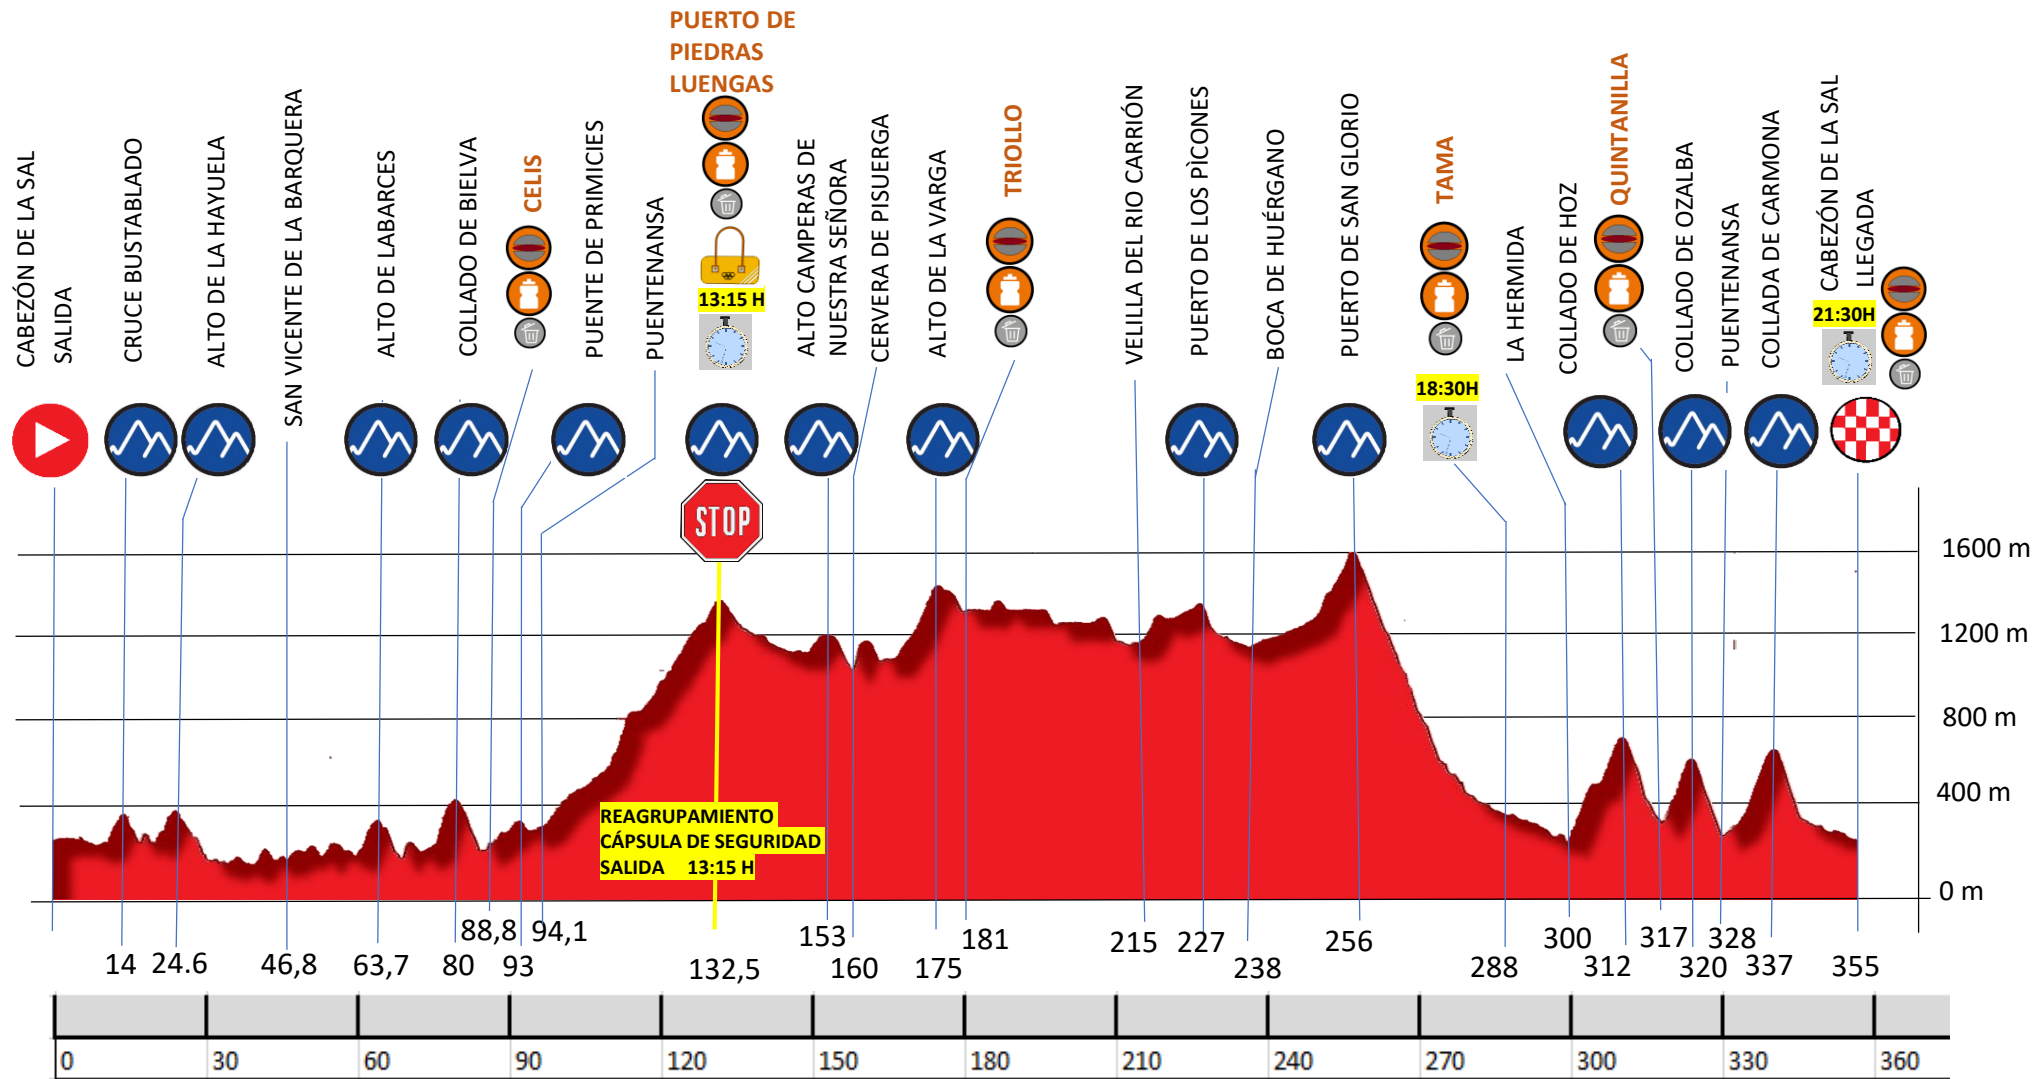 PUERTO DE
PIEDRAS
LUENGAS
CABEZÓN DE LA SAL
SALIDA
CRUCE BUSTABLADO
ALTO DE LA HAYUELA
SAN VICENTE DE LA BARQUERA
ALTO DE LABARCES
COLLADO DE BIELVA
CELIS
PUENTE DE PRIMICIES
PUENTENANSA
13:15 H
ALTO CAMPERAS DE
NUESTRA SEÑORA
CERVERA DE PISUERGA
ALTO DE LA VARGA
TRIOLLO
VELILLA DEL RIO CARRIÓN
PUERTO DE LOS PÌCONES
BOCA DE HUÉRGANO
PUERTO DE SAN GLORIO
TAMA
18:30H
LA HERMIDA
COLLADO DE HOZ
QUINTANILLA
COLLADO DE OZALBA
PUENTENANSA
COLLADA DE CARMONA
CABEZÓN DE LA SAL
LLEGADA
21:30H
STOP
1600 m
1200 m
800 m
400 m
0 m
REAGRUPAMIENTO
CÁPSULA DE SEGURIDAD
SALIDA 13:15 H
14 24.6 46,8 63,7 80 88,8 93 94,1 132,5 153 160 175 181 215 227 238 256 288 300 312 317 320 328 337 355
0 30 60 90 120 150 180 210 240 270 300 330 360